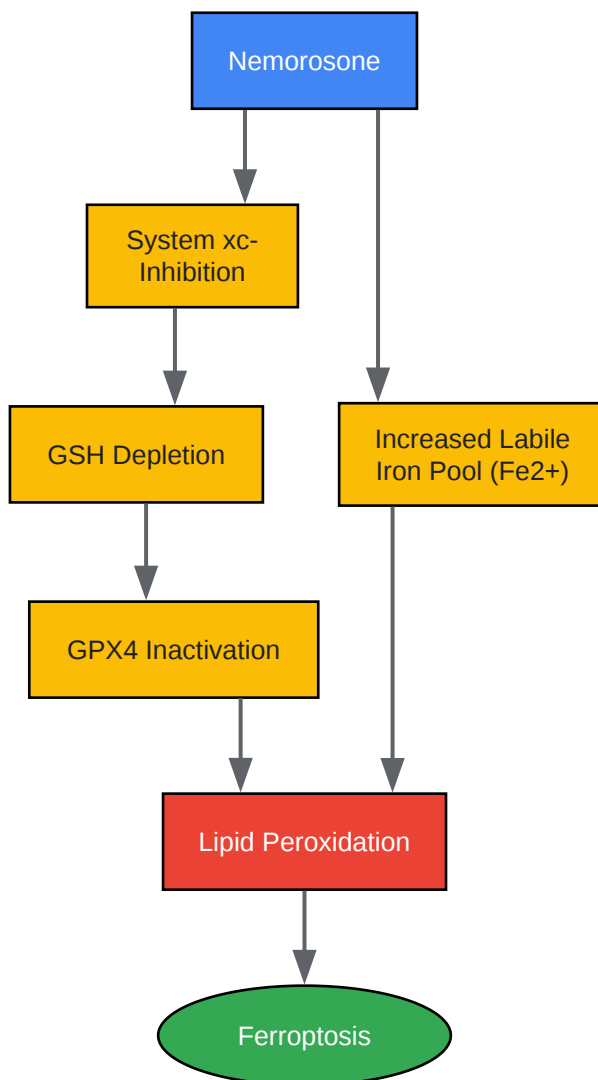 Nemorosone
System xc-
Inhibition
GSH Depletion
Increased Labile
Iron Pool (Fe2+)
GPX4 Inactivation
Lipid Peroxidation
Ferroptosis